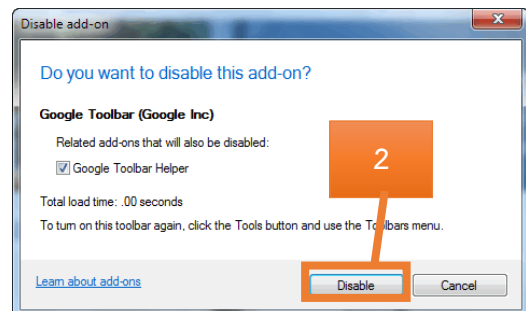 Disable add-on
Do you want to disable this add-on?
Google Toolbar (Google Inc)
Related add-ons that will also be disabled:
Google Toolbar Helper
2
Total load time: .00 seconds
To turn on this toolbar again, click the Tools button and use the Toolbars menu.
Learn about add-ons
Disable
Cancel